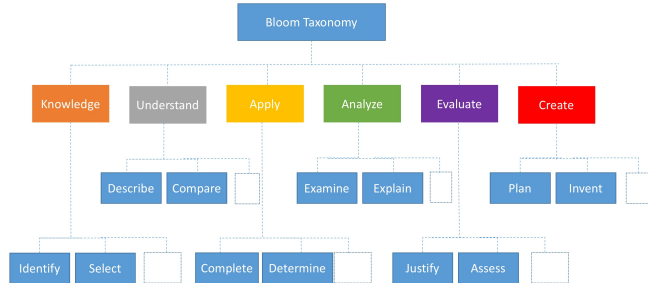 Bloom Taxonomy
Knowledge
Understand
Apply
Analyze
Evaluate
Create
Describe
Compare
Examine
Explain
Plan
Invent
Identify
Select
Complete
Determine
Justify
Assess